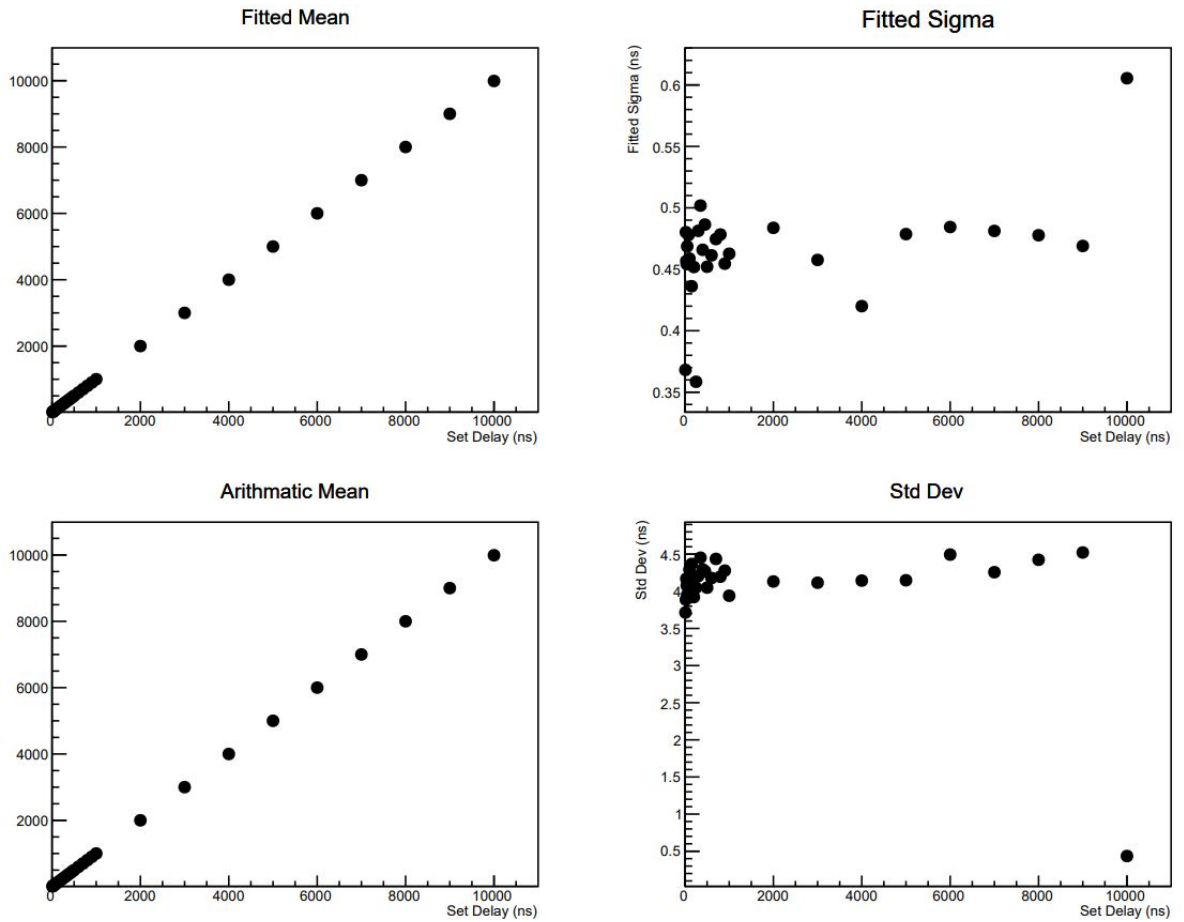 Fitted Mean
10000
8000
6000
4000
2000
0 2000 4000 6000 8000 10000
Set Delay (ns)
Fitted Sigma
Fitted Sigma (ns)
0.6
0.55
0.5
0.45
0.4
0.35
0 2000 4000 6000 8000 10000
Set Delay (ns)
Arithmatic Mean
10000
8000
6000
4000
2000
0 2000 4000 6000 8000 10000
Set Delay (ns)
Std Dev
Std Dev (ns)
4.5
4
3.5
3
2.5
2
1.5
1
0.5
0 2000 4000 6000 8000 10000
Set Delay (ns)